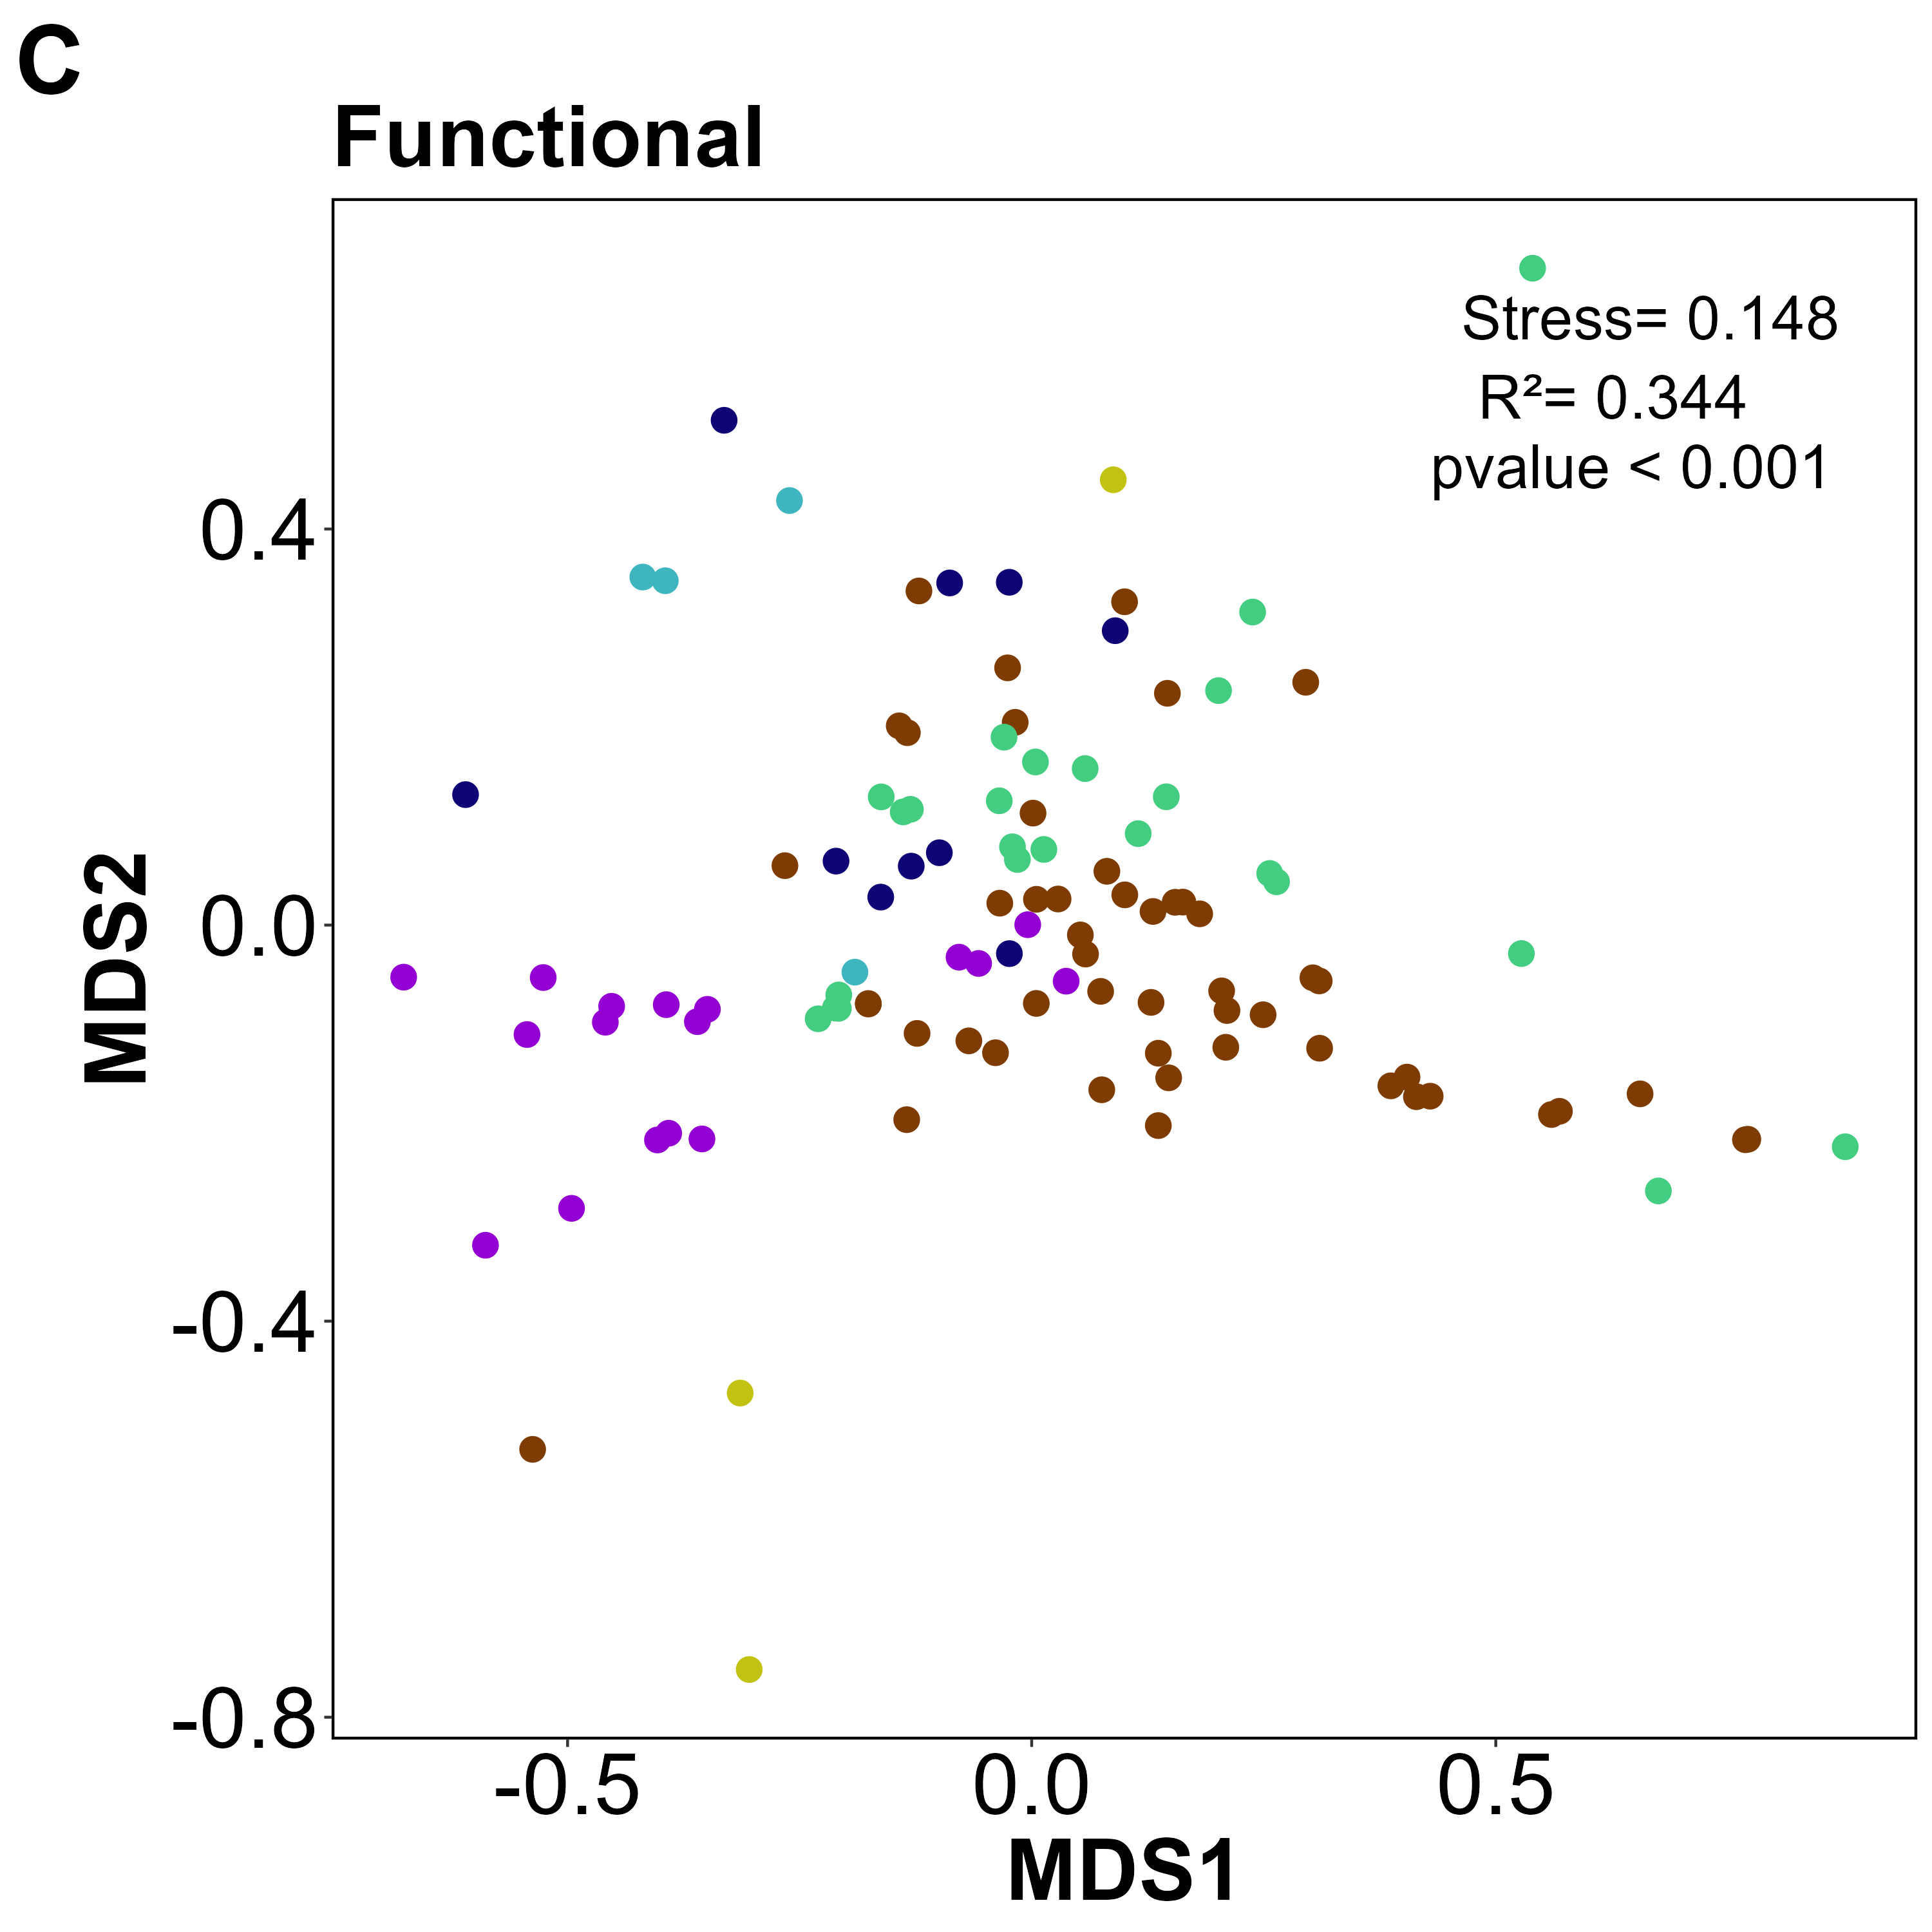 C
Functional
Stress= 0.148
R²= 0.344
pvalue < 0.001
0.4
0.0
-0.4
-0.8
MDS2
-0.5 0.0 0.5
MDS1